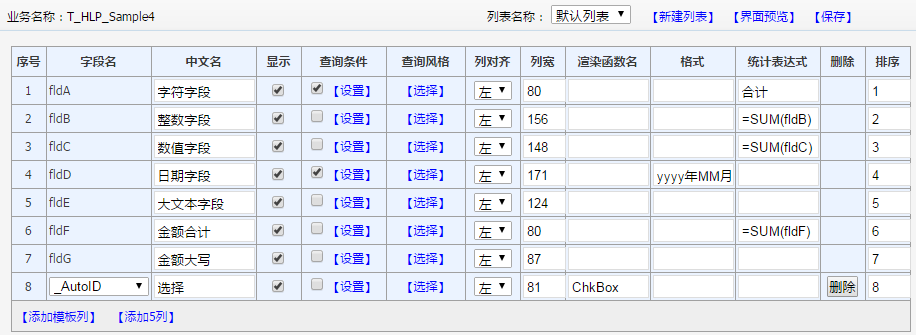 业务名称：T_HLP_Sample4 列表名称： 默认列表 【新建列表】 【界面预览】 【保存】
序号 字段名 中文名 显示 查询条件 查询风格 列对齐 列宽 渲染函数名 格式 统计表达式 删除 排序
1 fldA 字符字段 【设置】 【选择】 左 80 合计 1
2 fldB 整数字段 【设置】 【选择】 左 156 =SUM(fldB) 2
3 fldC 数值字段 【设置】 【选择】 左 148 =SUM(fldC) 3
4 fldD 日期字段 【设置】 【选择】 左 171 yyyy年MM月 4
5 fldE 大文本字段 【设置】 【选择】 左 124 5
6 fldF 金额合计 【设置】 【选择】 左 80 =SUM(fldF) 6
7 fldG 金额大写 【设置】 【选择】 左 87 7
8 _AutoID 选择 【设置】 【选择】 左 81 ChkBox 删除 8
【添加模板列】 【添加5列】